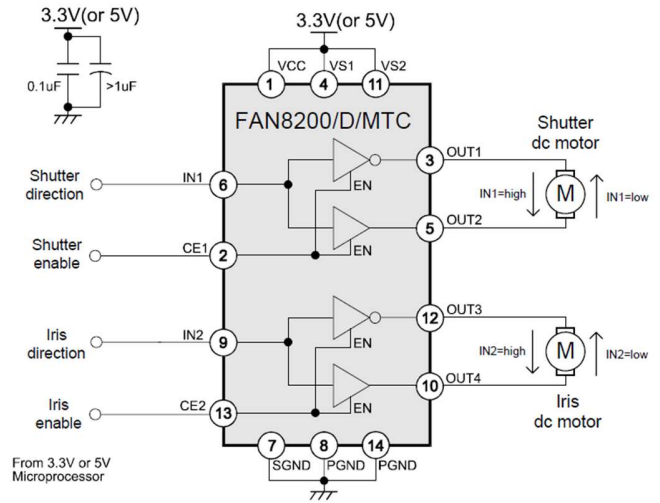 3.3V(or 5V)
0.1uF
>1uF
3.3V(or 5V)
VCC
VS1
VS2
1
4
11
FAN8200/D/MTC
Shutter
dc motor
Shutter
direction
IN1
6
EN
3
OUT1
IN1=high
M
IN1=low
Shutter
enable
CE1
2
EN
5
OUT2
Iris
direction
IN2
9
EN
12
OUT3
IN2=high
M
IN2=low
Iris
enable
CE2
13
EN
10
OUT4
Iris
dc motor
7
8
14
SGND
PGND
PGND
From 3.3V or 5V
Microprocessor